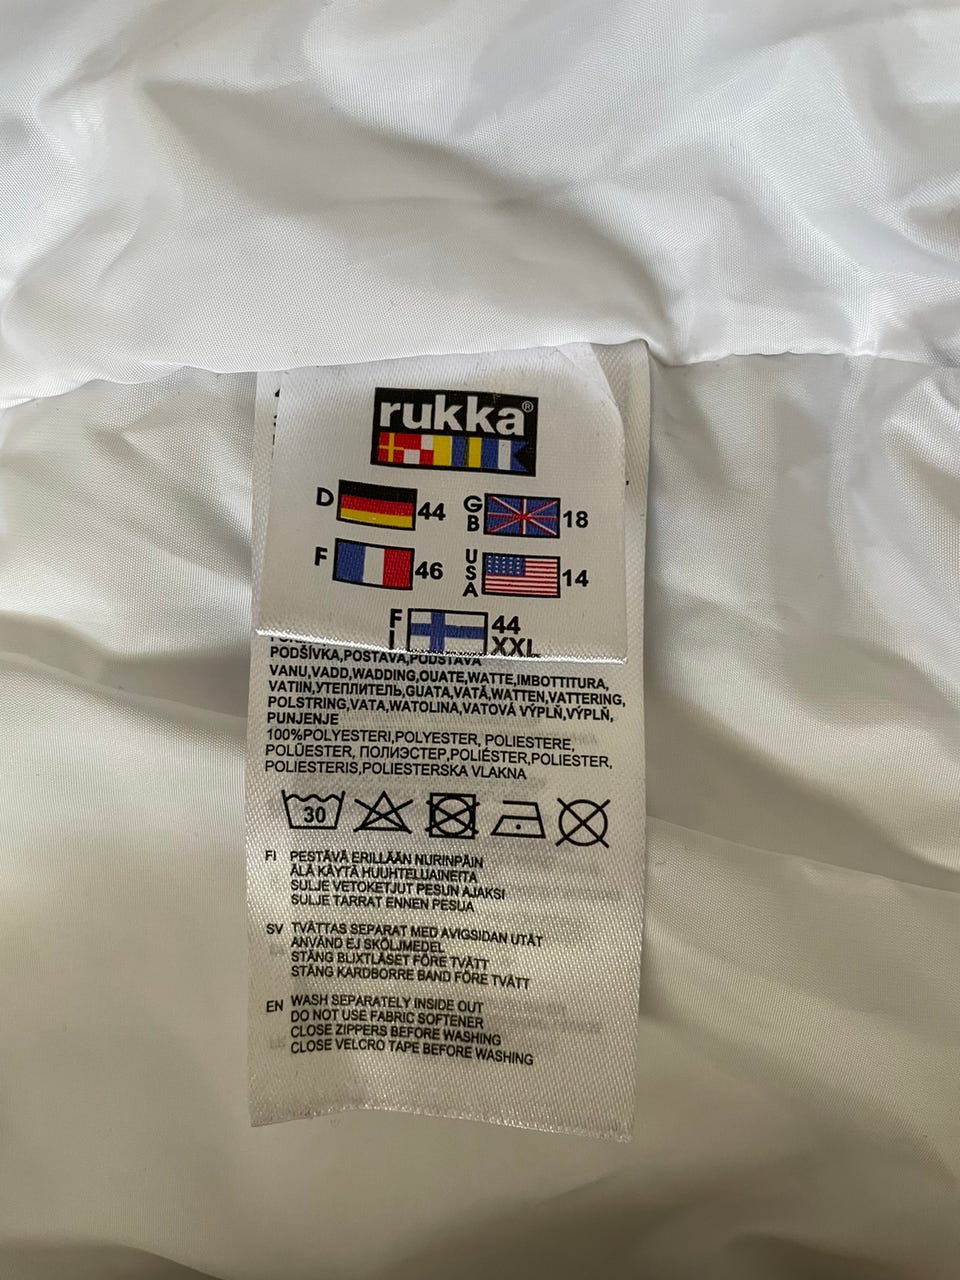 rukka®
D 44
GB 18
F 46
USA 14
FI 44
XXL
PODŠÍVKA,POSTAVA,PODSTAVA
VANU,VADD,WADDING,OUATE,WATTE,IMBOTTITURA,
VATIIN,УТЕПЛИТЕЛЬ,GUATA,VATĂ,WATTEN,VATTERING,
POLSTRING,VATA,WATOLINA,VATOVÁ VÝPLŇ,VÝPLŇ,
PUNJENJE
100%POLYESTERI,POLYESTER, POLIESTERE,
POLÜESTER, ПОЛИЭСТЕР,POLIÉSTER,POLIESTER,
POLIESTERIS,POLIESTERSKA VLAKNA
30
FI PESTÄVÄ ERILLÄÄN NURINPÄIN
ÄLÄ KÄYTÄ HUUHTELUAINEITA
SULJE VETOKETJUT PESUN AJAKSI
SULJE TARRAT ENNEN PESUA
SV TVÄTTAS SEPARAT MED AVIGSIDAN UTÅT
ANVÄND EJ SKÖLJMEDEL
STÄNG BLIXTLÅSET FÖRE TVÄTT
STÄNG KARDBORRE BAND FÖRE TVÄTT
EN WASH SEPARATELY INSIDE OUT
DO NOT USE FABRIC SOFTENER
CLOSE ZIPPERS BEFORE WASHING
CLOSE VELCRO TAPE BEFORE WASHING